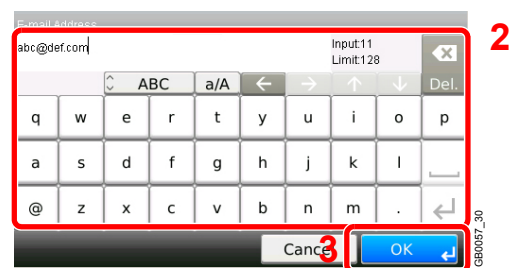 E-mail Address
2
abc@def.com
Input:11
Limit:128
ABC a/A Del.
q w e r t y u i o p
a s d f g h j k l
@ z x c v b n m .
3
OK
GB0057_30